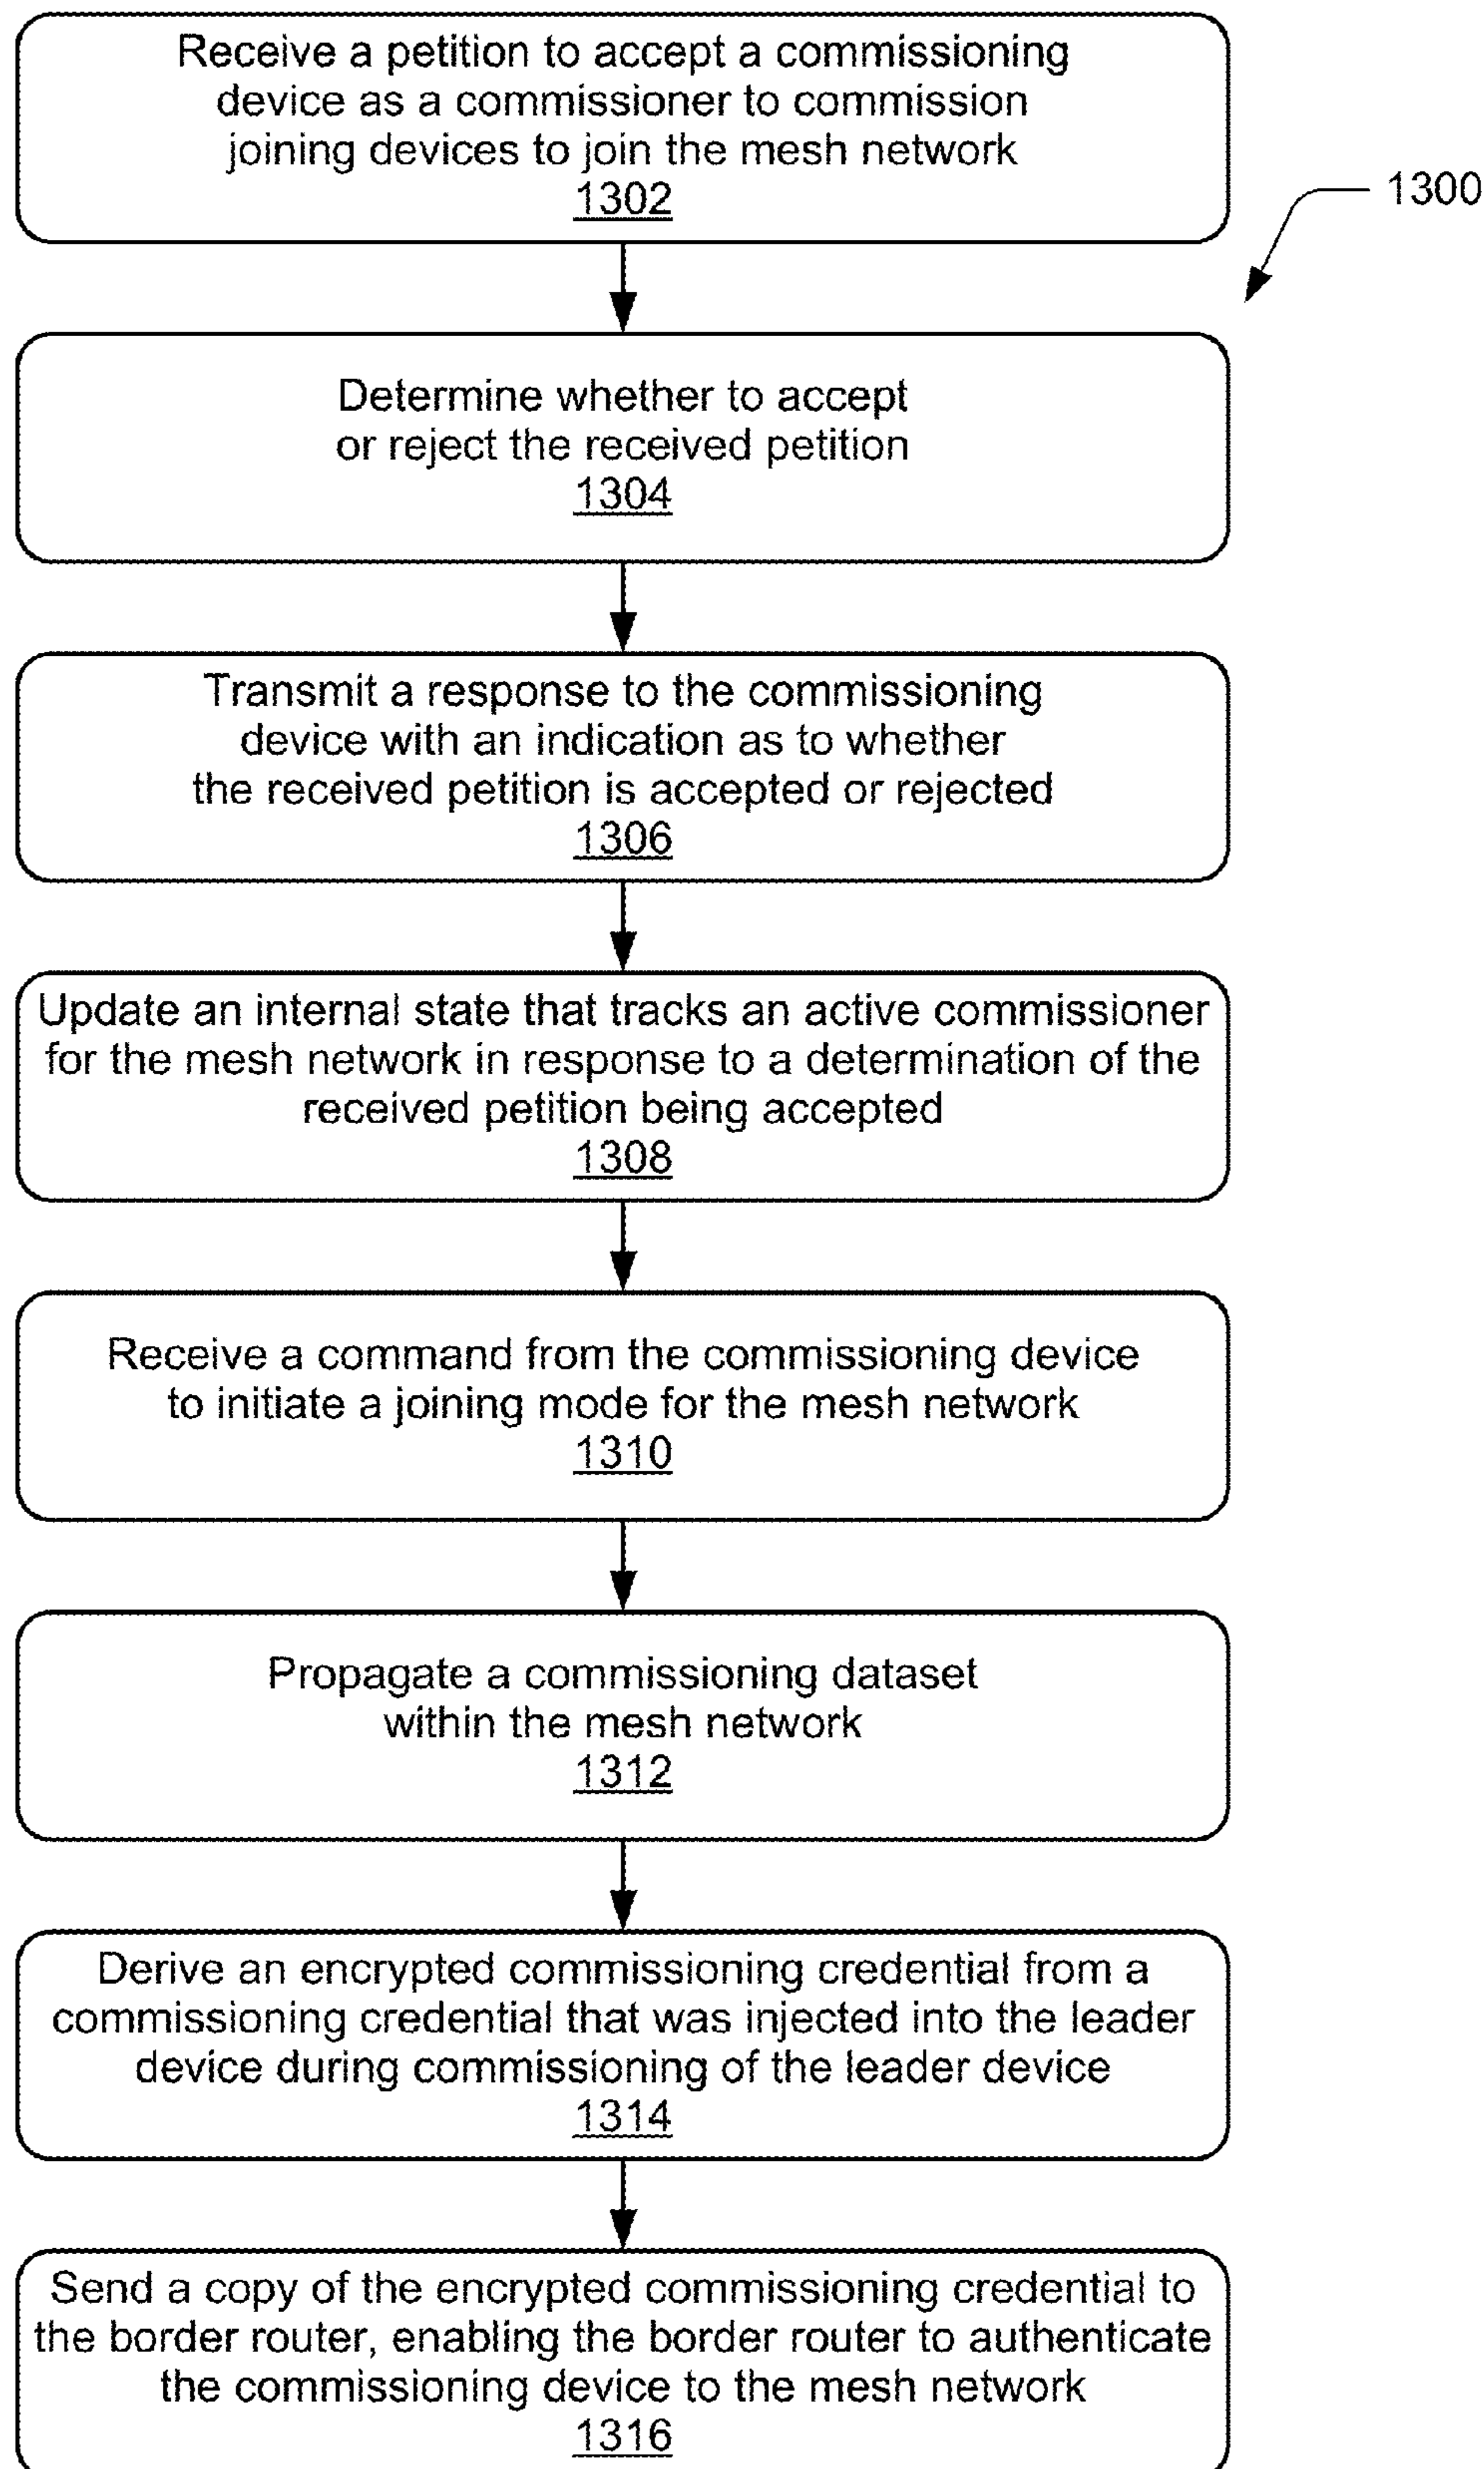 Receive a petition to accept a commissioning
device as a commissioner to commission
joining devices to join the mesh network
1302
1300
Determine whether to accept
or reject the received petition
1304
Transmit a response to the commissioning
device with an indication as to whether
the received petition is accepted or rejected
1306
Update an internal state that tracks an active commissioner
for the mesh network in response to a determination of the
received petition being accepted
1308
Receive a command from the commissioning device
to initiate a joining mode for the mesh network
1310
Propagate a commissioning dataset
within the mesh network
1312
Derive an encrypted commissioning credential from a
commissioning credential that was injected into the leader
device during commissioning of the leader device
1314
Send a copy of the encrypted commissioning credential to
the border router, enabling the border router to authenticate
the commissioning device to the mesh network
1316